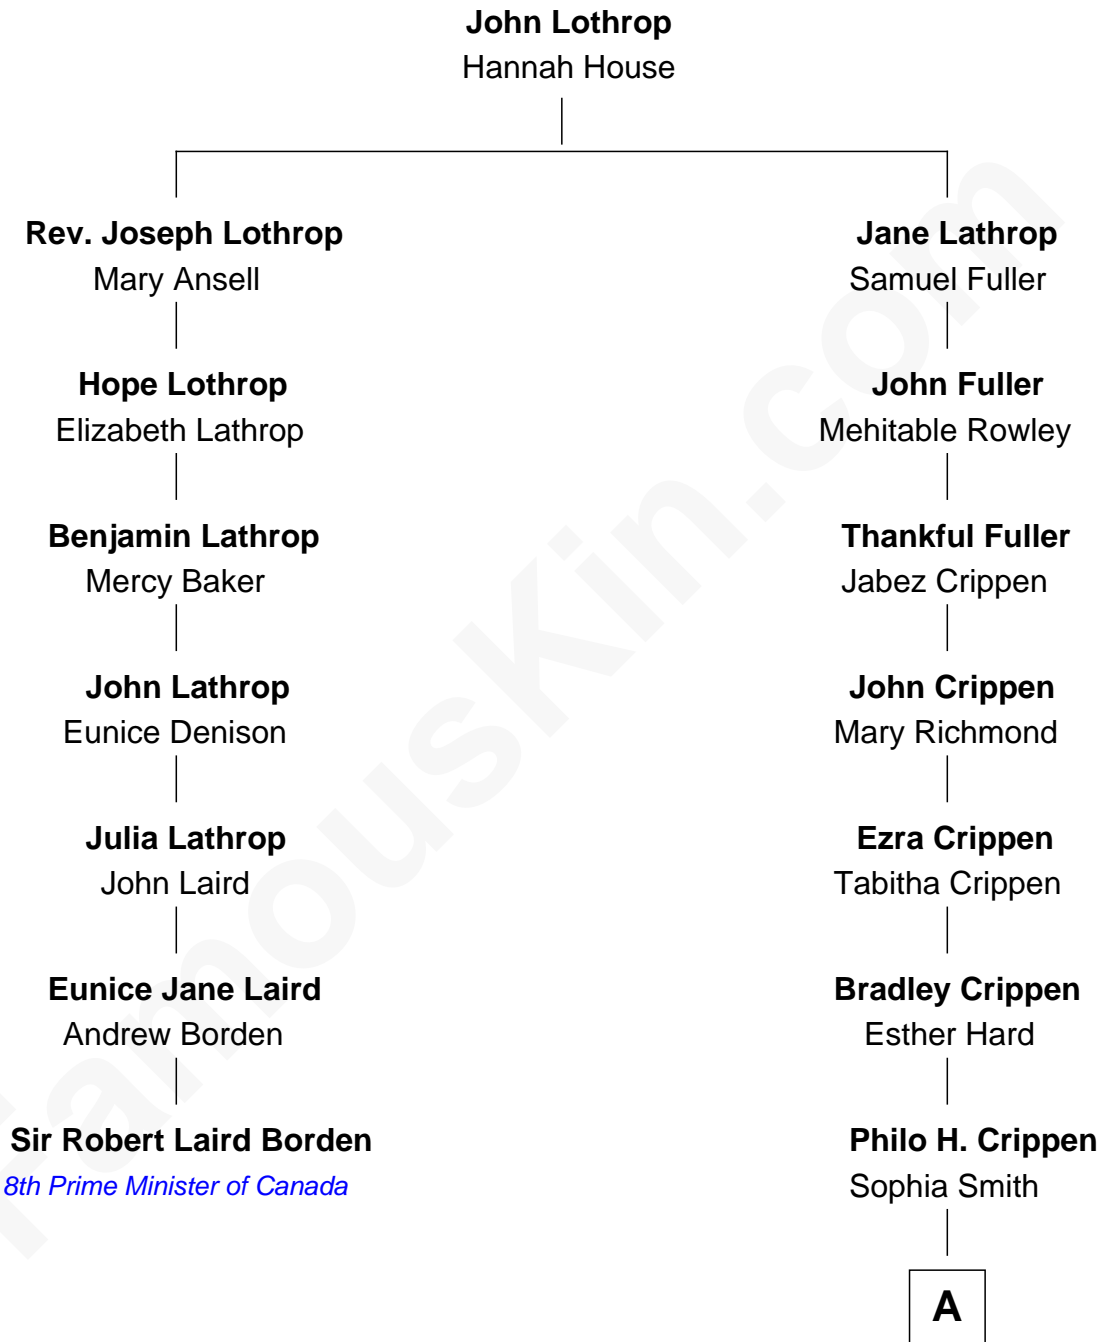 John Lothrop
Hannah House
Rev. Joseph Lothrop
Mary Ansell
Jane Lathrop
Samuel Fuller
Hope Lothrop
Elizabeth Lathrop
John Fuller
Mehitable Rowley
Benjamin Lathrop
Mercy Baker
Thankful Fuller
Jabez Crippen
John Lathrop
Eunice Denison
John Crippen
Mary Richmond
Julia Lathrop
John Laird
Ezra Crippen
Tabitha Crippen
Eunice Jane Laird
Andrew Borden
Bradley Crippen
Esther Hard
Sir Robert Laird Borden
8th Prime Minister of Canada
Philo H. Crippen
Sophia Smith
A
FamousKin.com